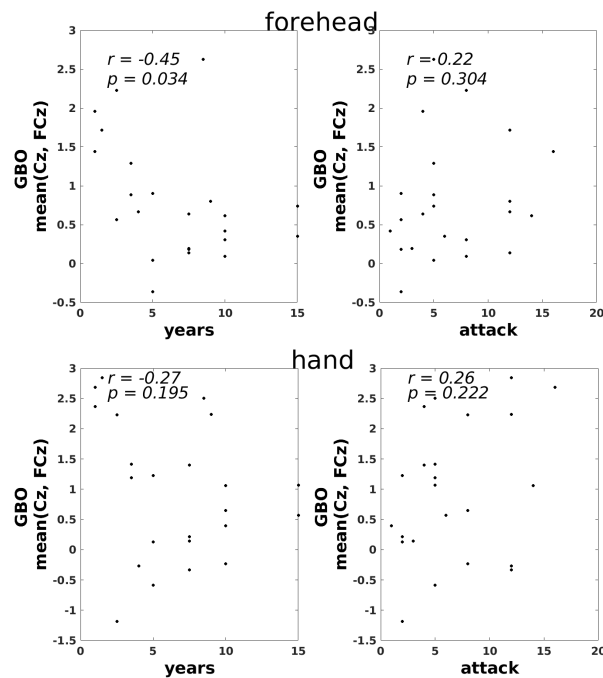 forehead
3
2.5
2
1.5
1
0.5
0
-0.5
GBO
mean(Cz, FCz)
r = -0.45
p = 0.034
0 5 10 15
years
3
2.5
2
1.5
1
0.5
0
-0.5
GBO
mean(Cz, FCz)
r = 0.22
p = 0.304
0 5 10 15 20
attack
hand
3
2.5
2
1.5
1
0.5
0
-0.5
-1
-1.5
GBO
mean(Cz, FCz)
r = -0.27
p = 0.195
0 5 10 15
years
3
2.5
2
1.5
1
0.5
0
-0.5
-1
-1.5
GBO
mean(Cz, FCz)
r = 0.26
p = 0.222
0 5 10 15 20
attack